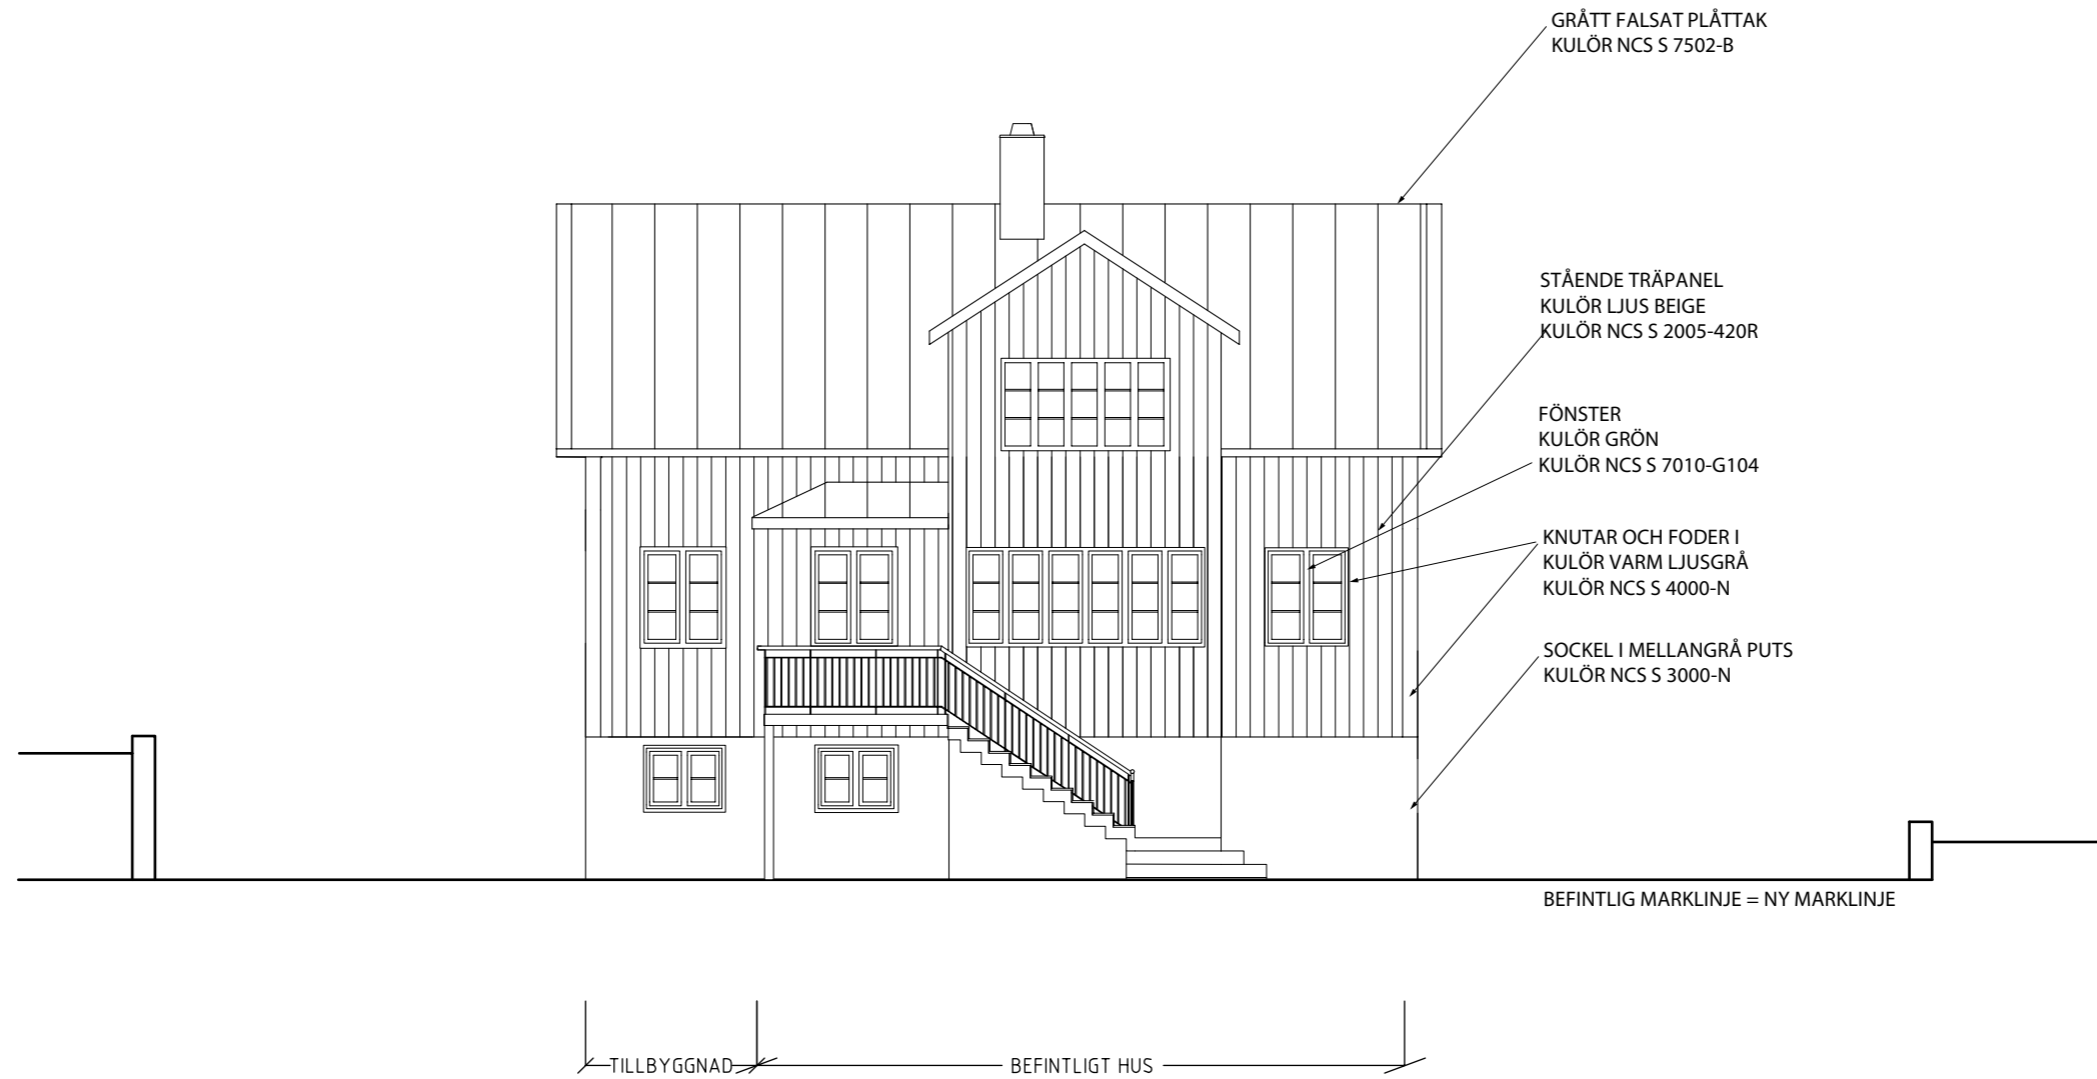 GRÅTT FALSAT PLÅTTAK
KULÖR NCS S 7502-B
STÅENDE TRÄPANEL
KULÖR LJUS BEIGE
KULÖR NCS S 2005-420R
FÖNSTER
KULÖR GRÖN
KULÖR NCS S 7010-G104
KNUTAR OCH FODER I
KULÖR VARM LJUSGRÅ
KULÖR NCS S 4000-N
SOCKEL I MELLANGRÅ PUTS
KULÖR NCS S 3000-N
BEFINTLIG MARKLINJE = NY MARKLINJE
TILLBYGGNAD
BEFINTLIGT HUS